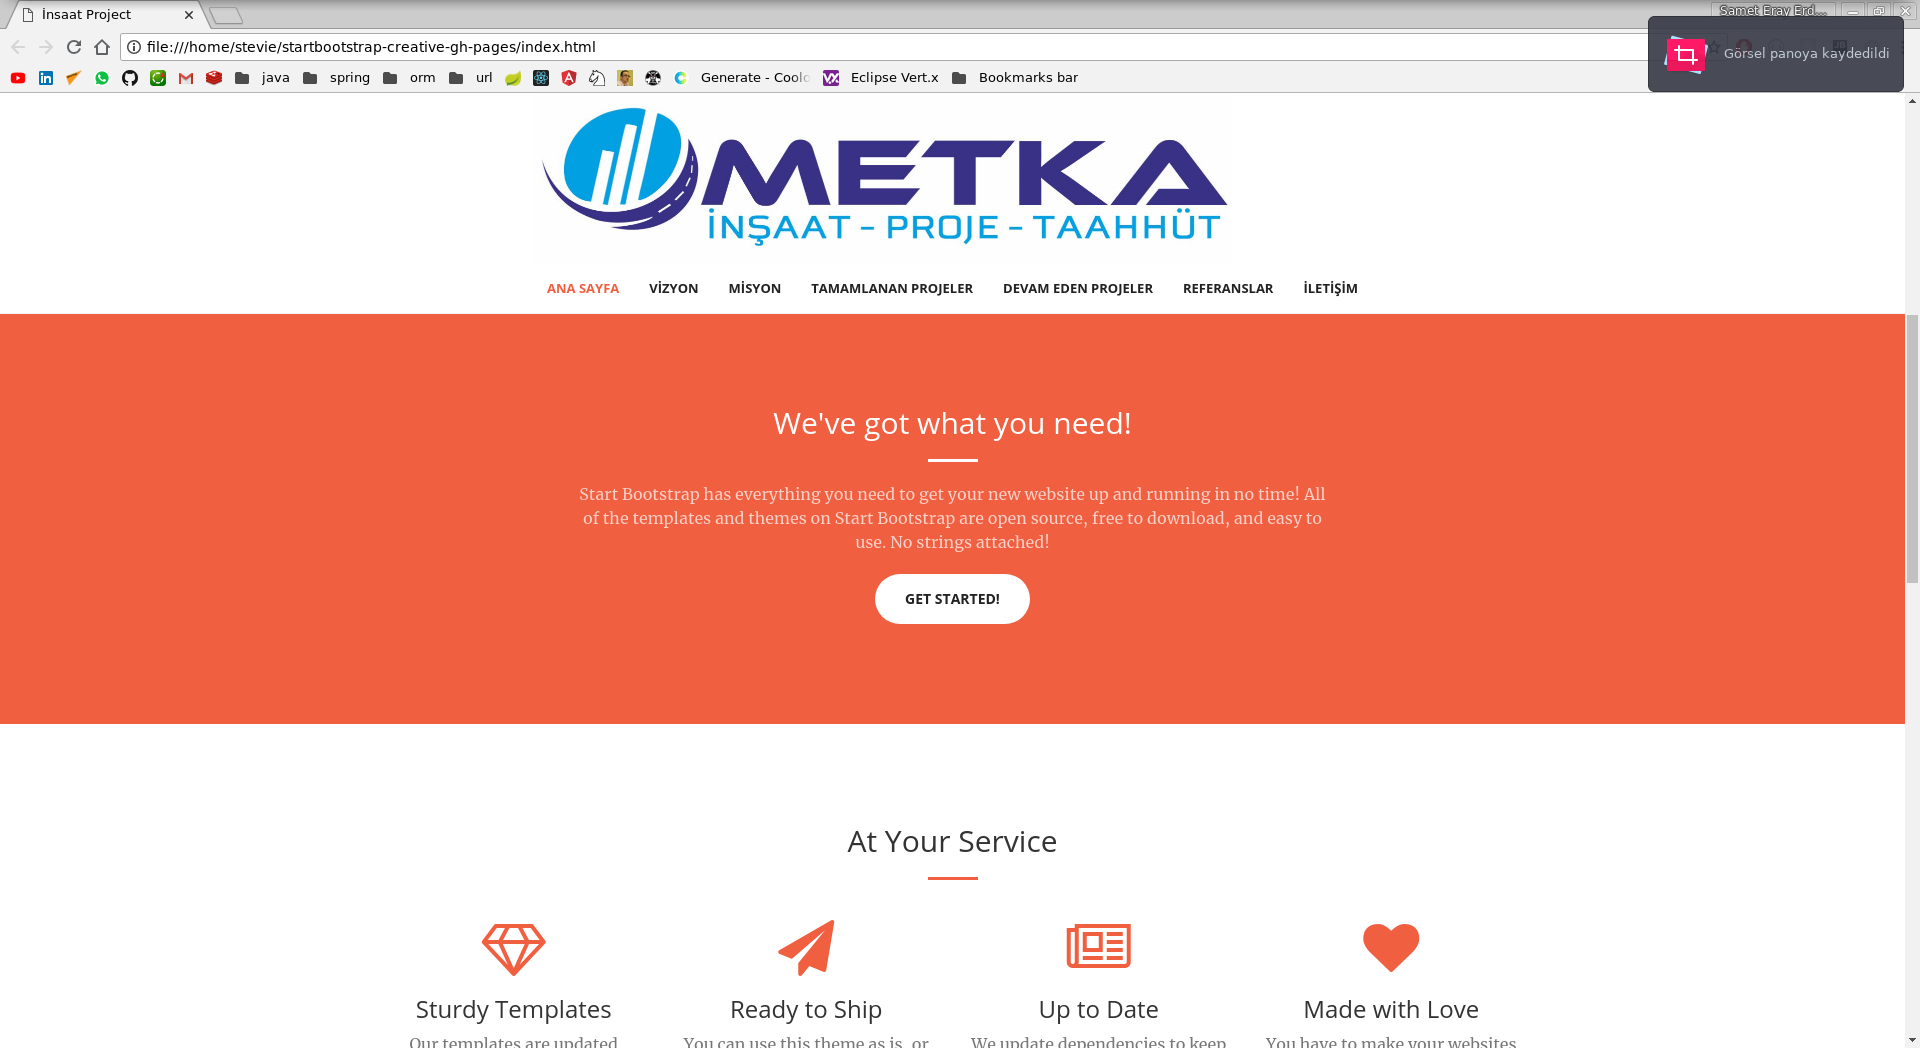 İnsaat Project
Samet Eray Erd...
file:///home/stevie/startbootstrap-creative-gh-pages/index.html
Görsel panoya kaydedildi
java
spring
orm
url
Generate - Coolo
Eclipse Vert.x
Bookmarks bar
METKA
İNŞAAT - PROJE - TAAHHÜT
ANA SAYFA VİZYON MİSYON TAMAMLANAN PROJELER DEVAM EDEN PROJELER REFERANSLAR İLETİŞİM
We've got what you need!
Start Bootstrap has everything you need to get your new website up and running in no time! All
of the templates and themes on Start Bootstrap are open source, free to download, and easy to
use. No strings attached!
GET STARTED!
At Your Service
Sturdy Templates
Our templates are updated
Ready to Ship
You can use this theme as is, or
Up to Date
We update dependencies to keep
Made with Love
You have to make your websites